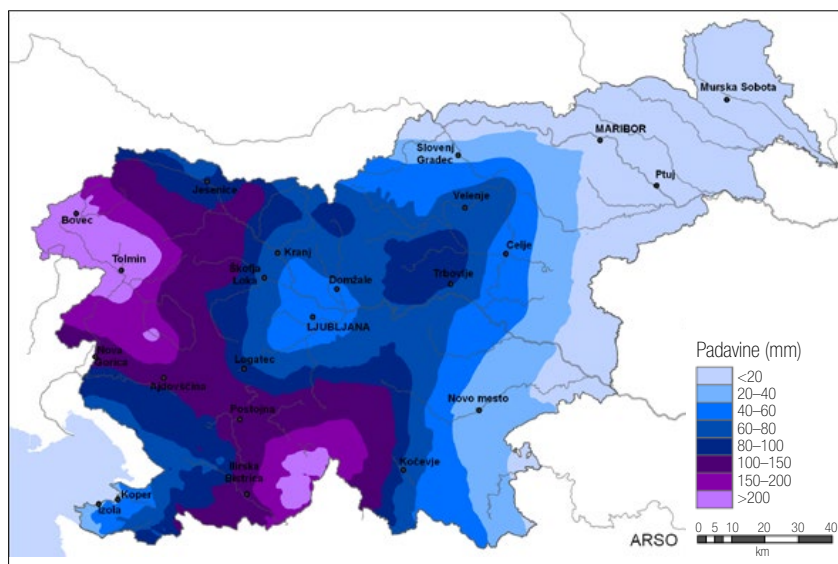 Murska Sobota
MARIBOR
Slovenj
Gradec
Ptuj
Jesenice
Velenje
Bovec
Kranj
Celje
Tolmin
Škofja
Loka
Domžale
Trbovlje
LJUBLJANA
Nova
Gorica
Logatec
Ajdovščina
Postojna
Novo mesto
Ilirska
Bistrica
Kočevje
Koper
Izola
Padavine (mm)
<20
20–40
40–60
60–80
80–100
100–150
150–200
>200
ARSO
0 5 10 20 30 40
km